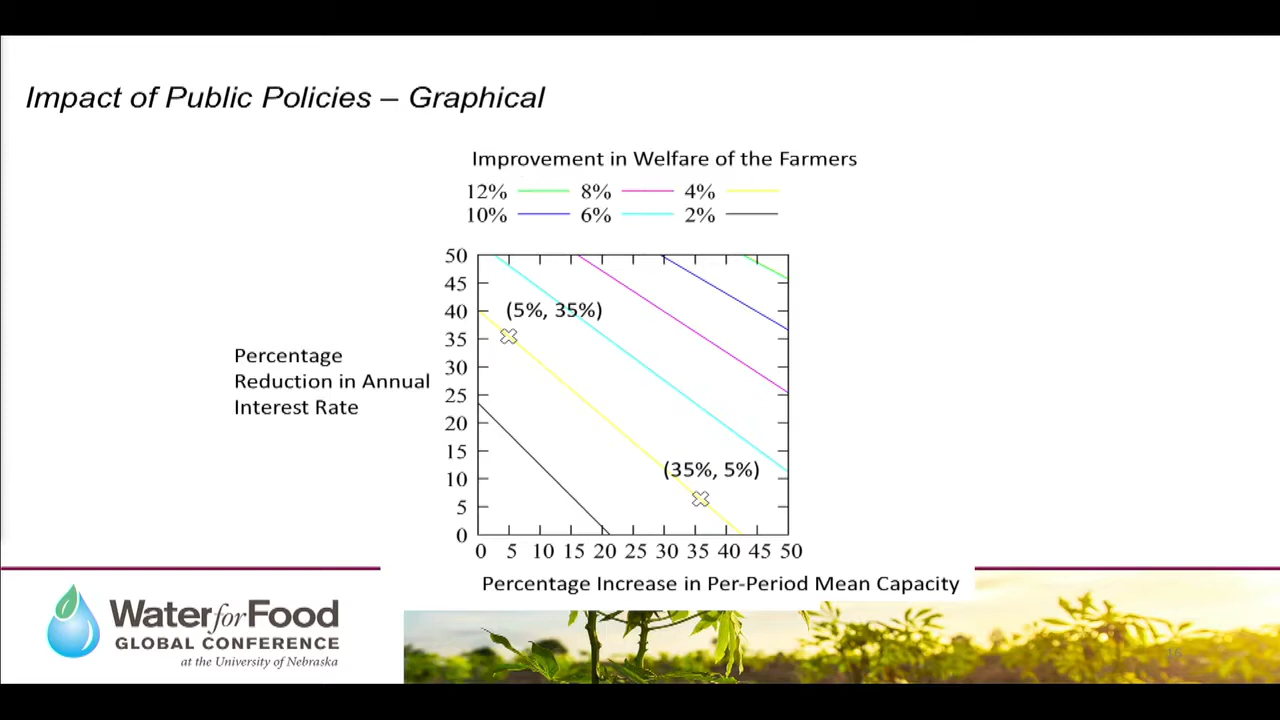 Impact of Public Policies – Graphical
Improvement in Welfare of the Farmers
12% 8% 4%
10% 6% 2%
50
45
40
35
30
25
20
15
10
5
0
(5%, 35%)
(35%, 5%)
Percentage
Reduction in Annual
Interest Rate
0 5 10 15 20 25 30 35 40 45 50
Percentage Increase in Per-Period Mean Capacity
Water for Food
GLOBAL CONFERENCE
at the University of Nebraska